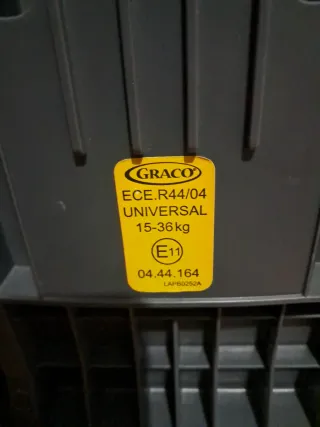 GRACO
ECE.R44/04
UNIVERSAL
15-36kg
E11
04.44.164
LAPB0252A